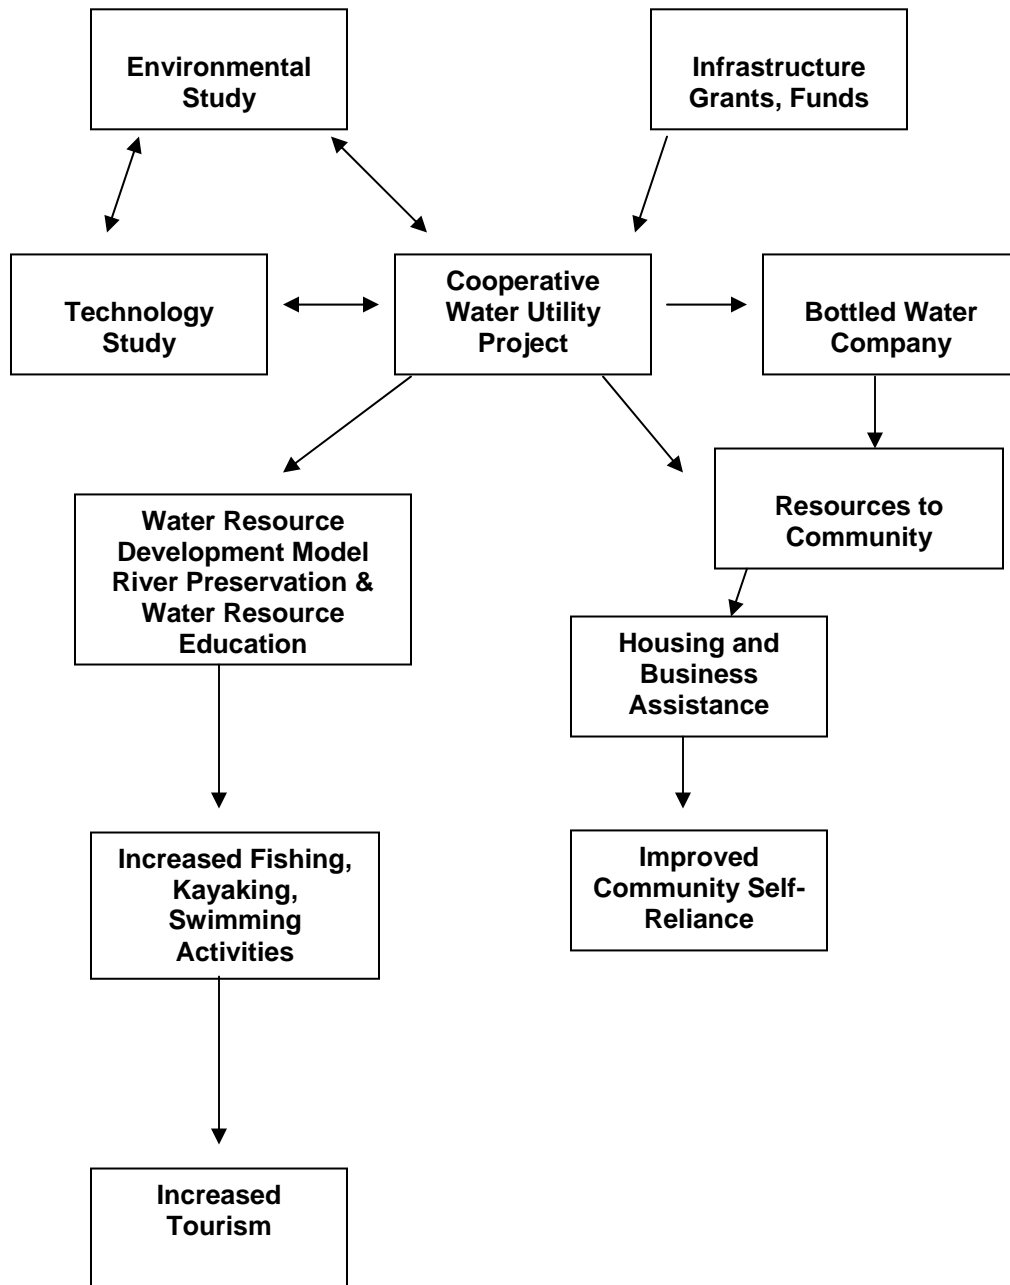 Environmental
Study
Infrastructure
Grants, Funds
Technology
Study
Cooperative
Water Utility
Project
Bottled Water
Company
Resources to
Community
Water Resource
Development Model
River Preservation &
Water Resource
Education
Housing and
Business
Assistance
Increased Fishing,
Kayaking,
Swimming
Activities
Improved
Community Self-
Reliance
Increased
Tourism